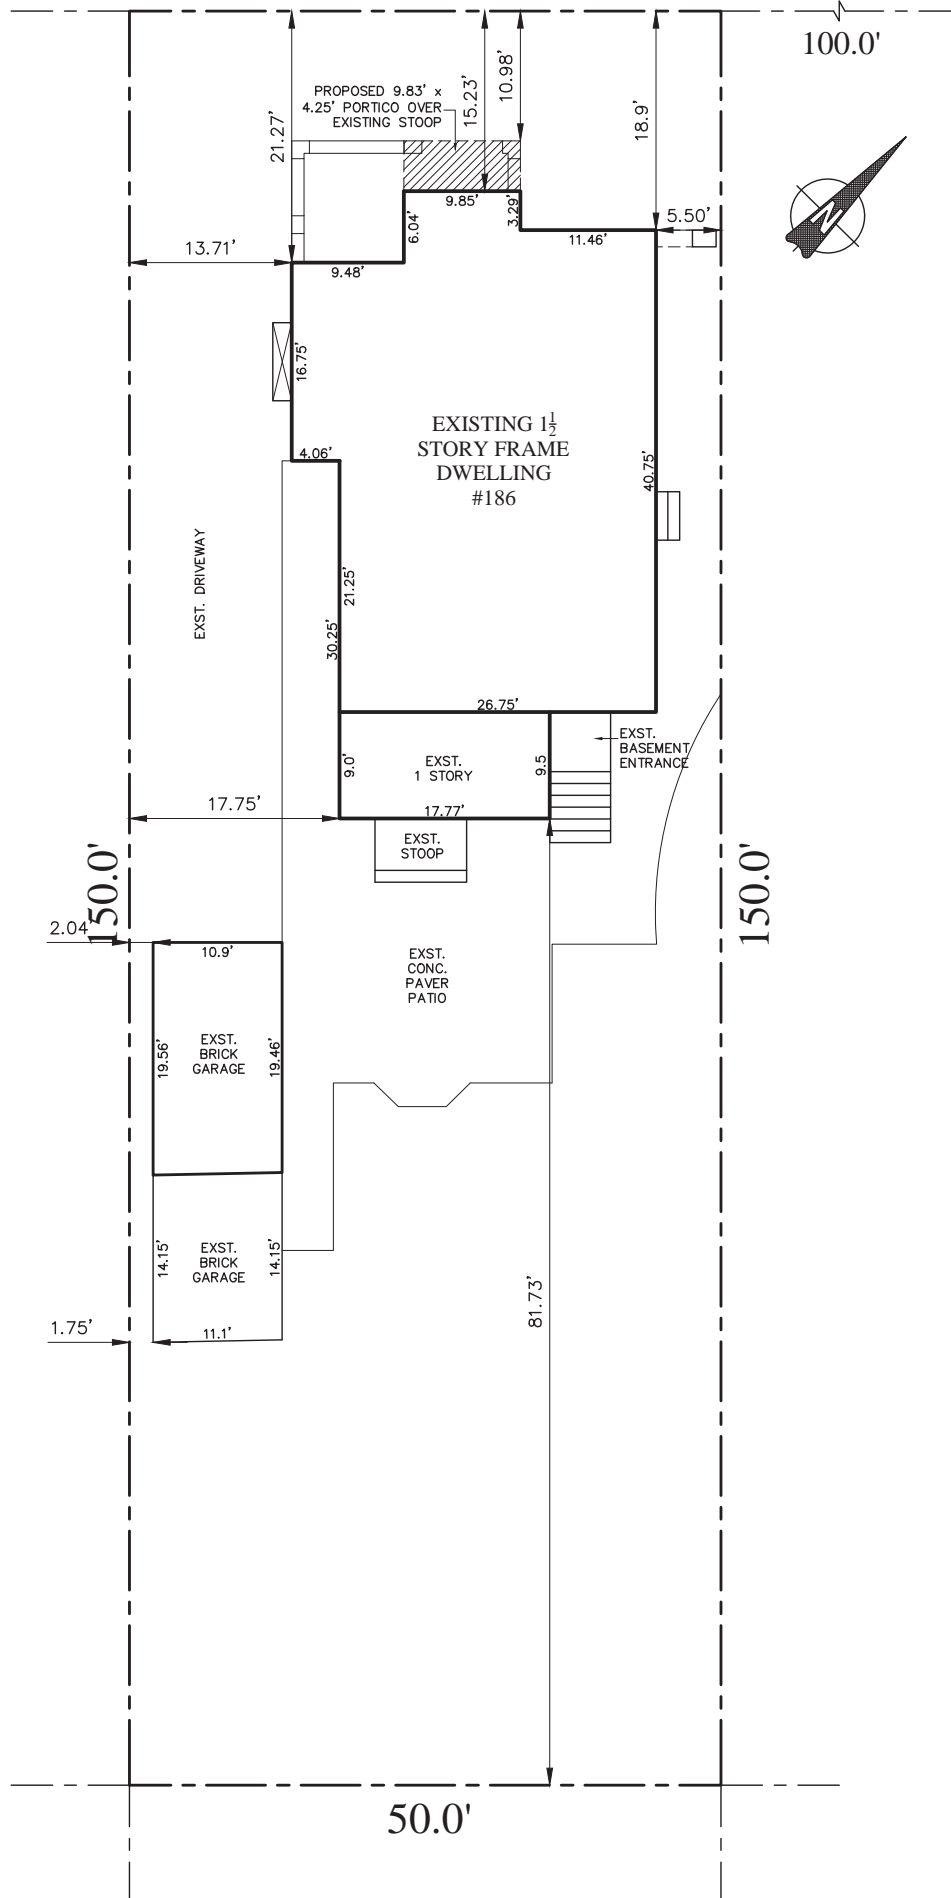 100.0'
21.27'
PROPOSED 9.83' x
4.25' PORTICO OVER
EXISTING STOOP
15.23'
10.98'
18.9'
N
9.85'
3.29'
6.04'
5.50'
11.46'
13.71'
9.48'
16.75'
EXISTING 1½
STORY FRAME
DWELLING
#186
4.06'
40.75'
EXST. DRIVEWAY
21.25'
30.25'
26.75'
EXST.
BASEMENT
ENTRANCE
9.0'
EXST.
1 STORY
9.5
17.75'
17.77'
EXST.
STOOP
150.0'
150.0'
2.04'
10.9'
EXST.
CONC.
PAVER
PATIO
19.56'
EXST.
BRICK
GARAGE
19.46'
14.15'
EXST.
BRICK
GARAGE
14.15'
81.73'
1.75'
11.1'
50.0'